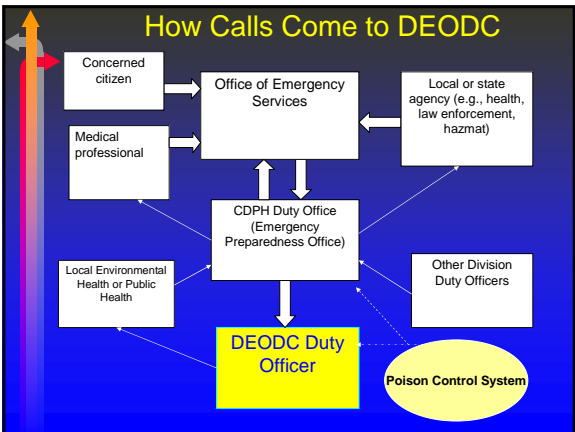 How Calls Come to DEODC
Concerned
citizen
Office of Emergency
Services
Local or state
agency (e.g., health,
law enforcement,
hazmat)
Medical
professional
CDPH Duty Office
(Emergency
Preparedness Office)
Local Environmental
Health or Public
Health
Other Division
Duty Officers
DEODC Duty
Officer
Poison Control System